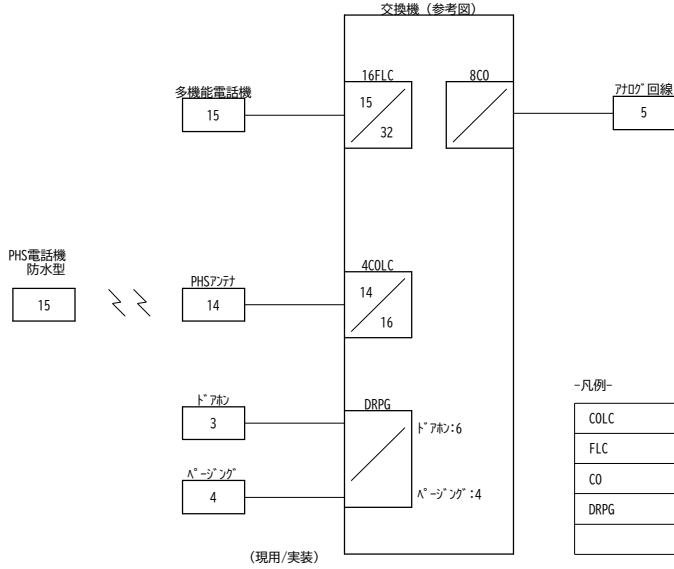 交換機（参考図）
16FLC
8CO
多機能電話機
ｱﾅﾛｸﾞ回線
15
15
32
5
PHS電話機
防水型
15
PHSｱﾝﾃﾅ
14
4COLC
14
16
ﾄﾞｱﾎﾝ
3
DRPG
ﾄﾞｱﾎﾝ:6
ﾍﾟｰｼﾞﾝｸﾞ
4
ﾍﾟｰｼﾞﾝｸﾞ:4
(現用/実装)
-凡例-
COLC
FLC
CO
DRPG